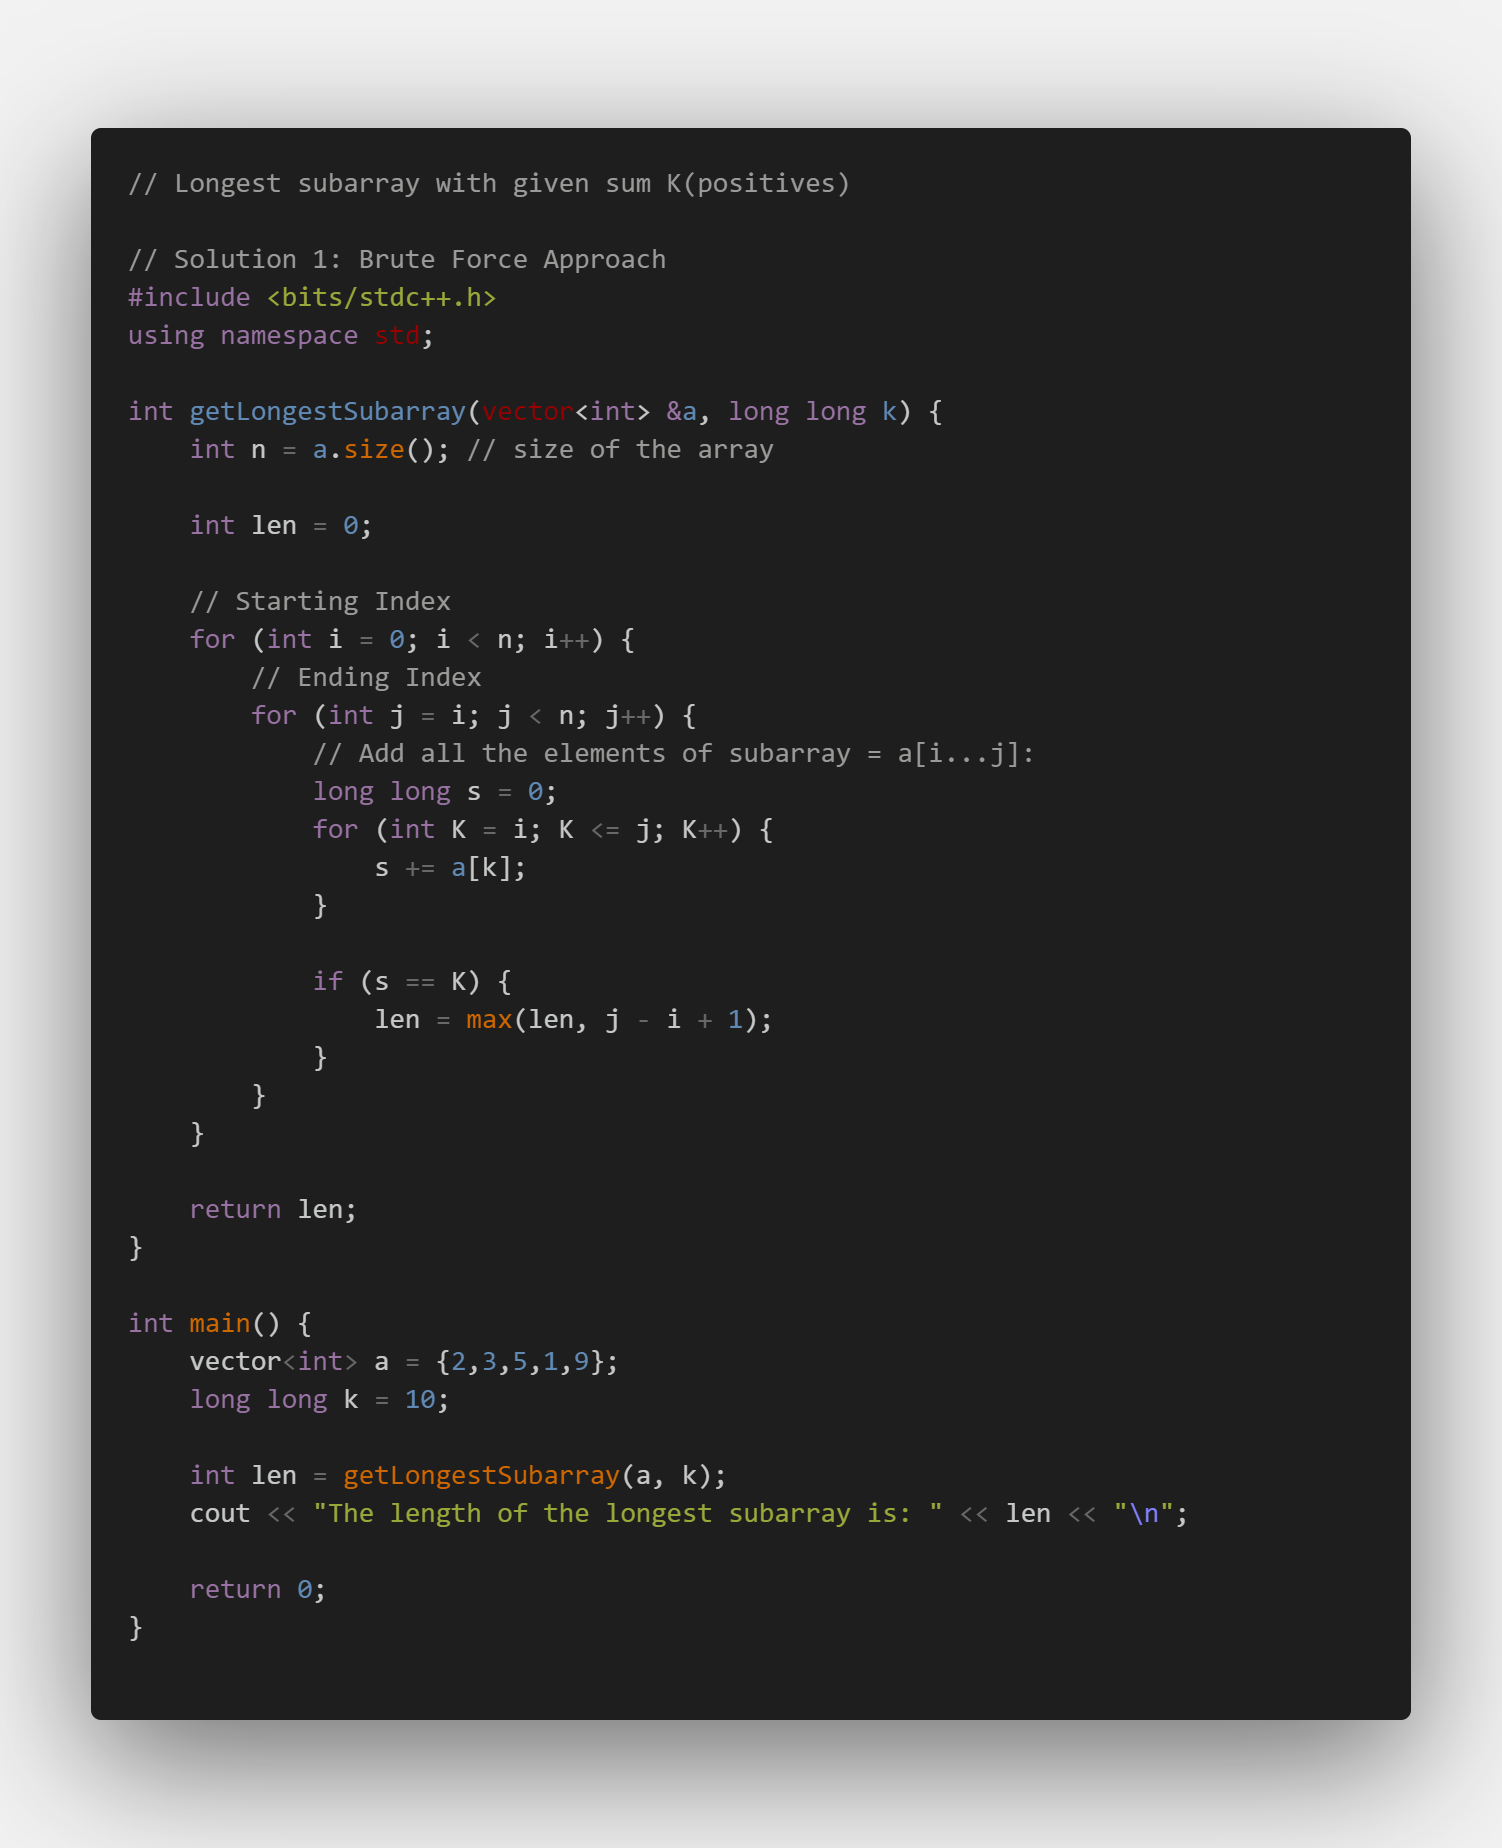 // Longest subarray with given sum K(positives)

// Solution 1: Brute Force Approach
#include <bits/stdc++.h>
using namespace std;

int getLongestSubarray(vector<int> &a, long long k) {
    int n = a.size(); // size of the array

    int len = 0;

    // Starting Index
    for (int i = 0; i < n; i++) {
        // Ending Index
        for (int j = i; j < n; j++) {
            // Add all the elements of subarray = a[i...j]:
            long long s = 0;
            for (int K = i; K <= j; K++) {
                s += a[k];
            }

            if (s == K) {
                len = max(len, j - i + 1);
            }
        }
    }

    return len;
}

int main() {
    vector<int> a = {2,3,5,1,9};
    long long k = 10;

    int len = getLongestSubarray(a, k);
    cout << "The length of the longest subarray is: " << len << "\n";

    return 0;
}